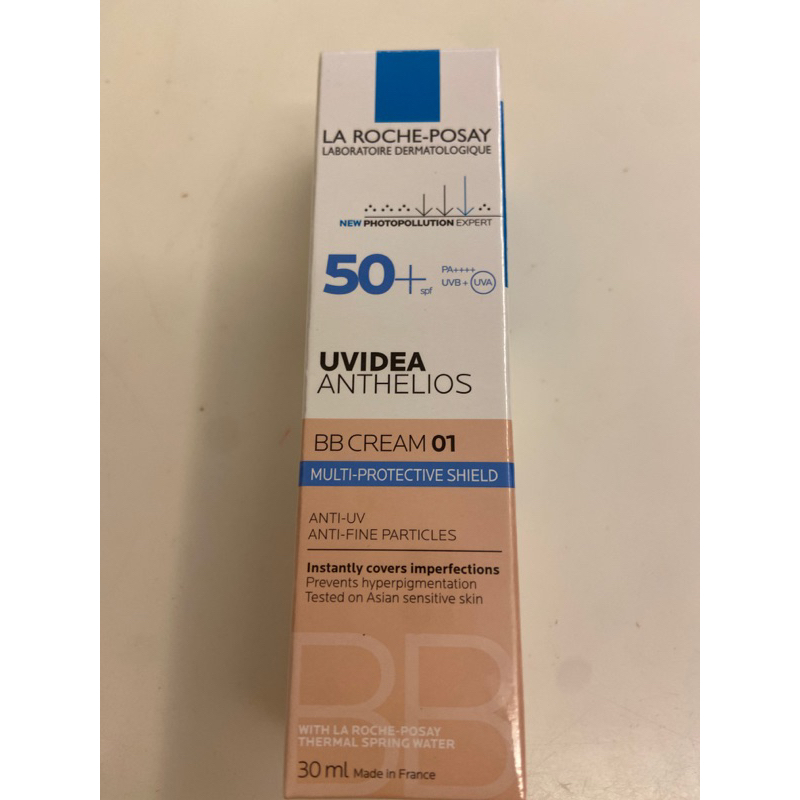 LA ROCHE-POSAY
LABORATOIRE DERMATOLOGIQUE
NEW PHOTOPOLLUTION EXPERT
50+ spf
PA++++
UVB + UVA
UVIDEA
ANTHELIOS
BB CREAM 01
MULTI-PROTECTIVE SHIELD
ANTI-UV
ANTI-FINE PARTICLES
Instantly covers imperfections
Prevents hyperpigmentation
Tested on Asian sensitive skin
BB
WITH LA ROCHE-POSAY
THERMAL SPRING WATER
30 ml Made in France